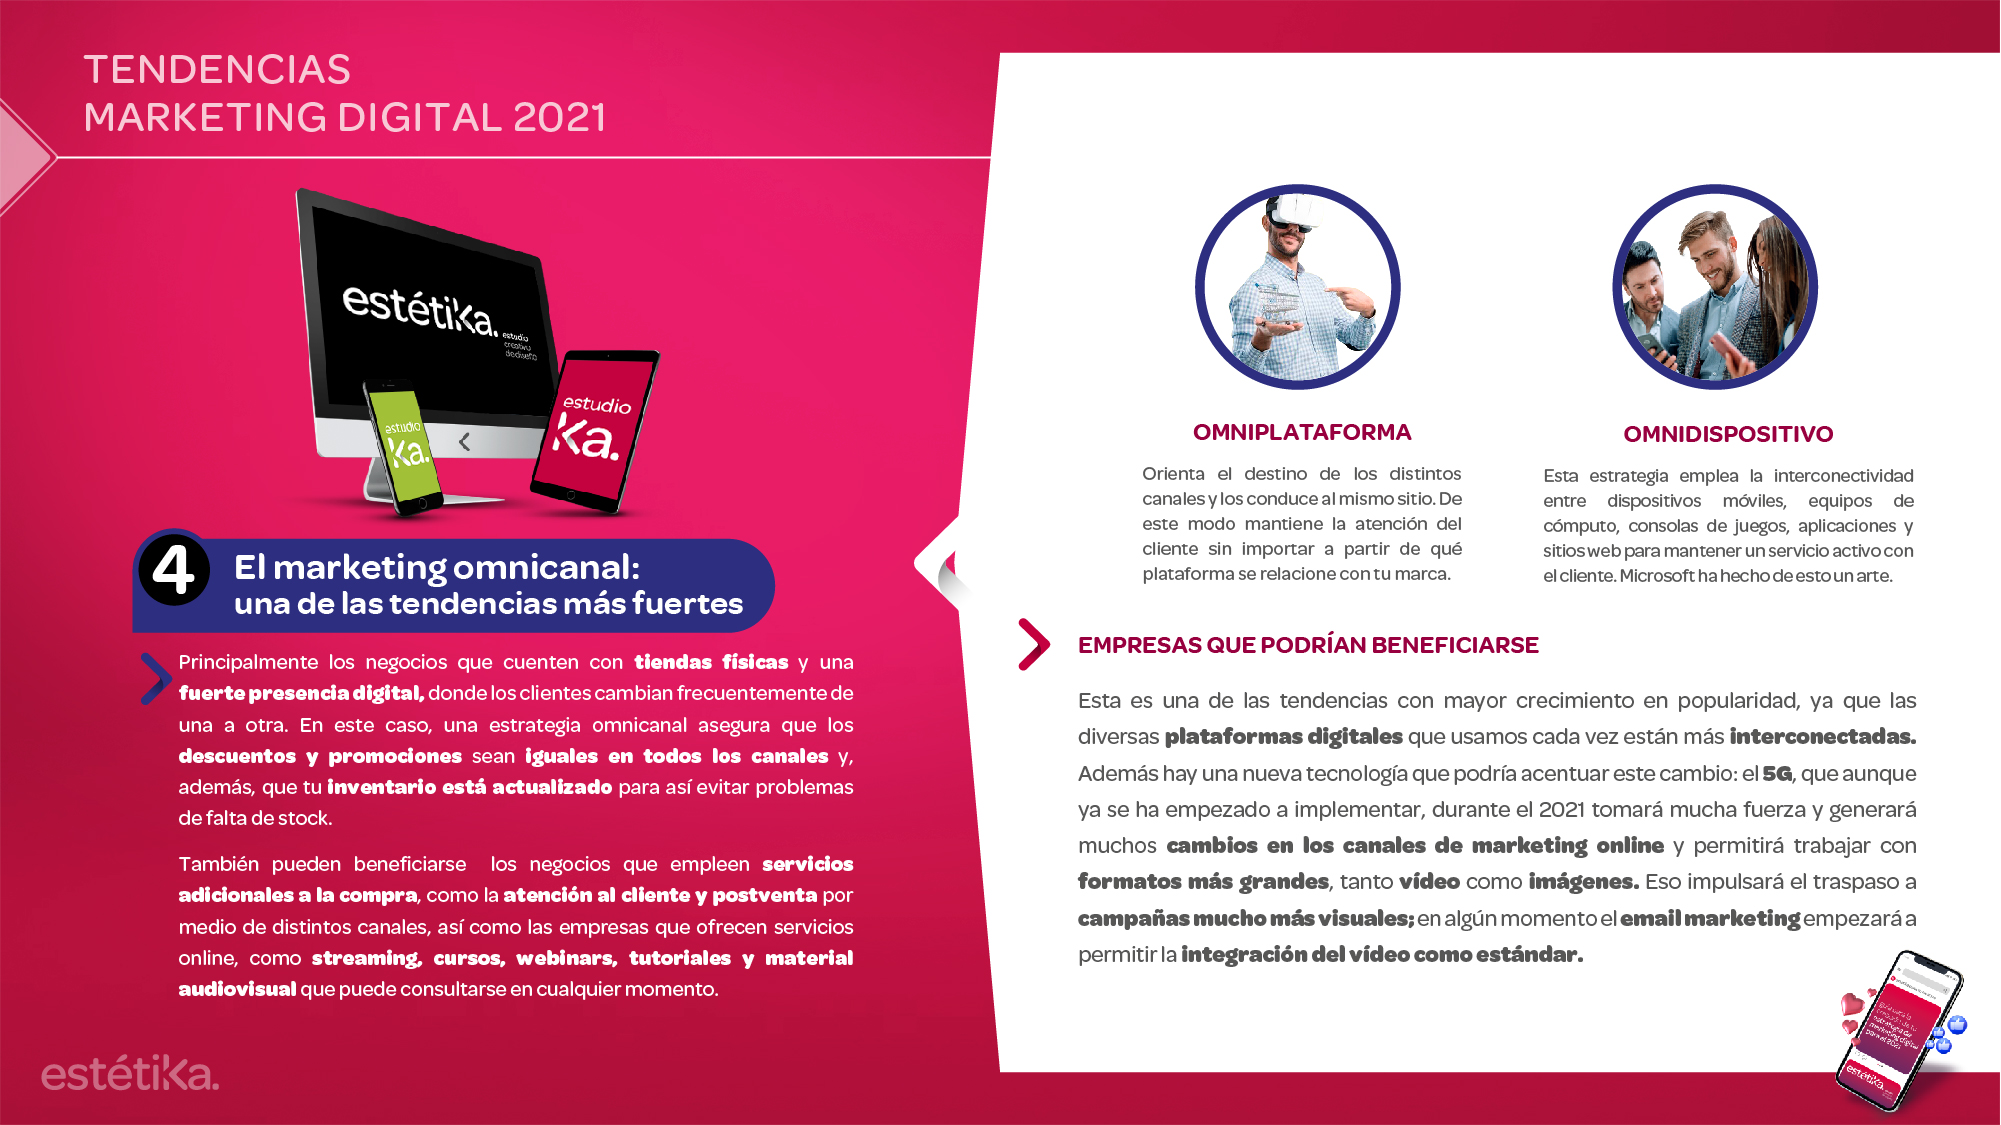 TENDENCIAS
MARKETING DIGITAL 2021
estétika.
estudio
creativo
de diseño
estudio
Ka.
estudio
Ka.
4
El marketing omnicanal:
una de las tendencias más fuertes
Principalmente los negocios que cuenten con tiendas físicas y una
fuerte presencia digital, donde los clientes cambian frecuentemente de
una a otra. En este caso, una estrategia omnicanal asegura que los
descuentos y promociones sean iguales en todos los canales y,
además, que tu inventario está actualizado para así evitar problemas
de falta de stock.
También pueden beneficiarse los negocios que empleen servicios
adicionales a la compra, como la atención al cliente y postventa por
medio de distintos canales, así como las empresas que ofrecen servicios
online, como streaming, cursos, webinars, tutoriales y material
audiovisual que puede consultarse en cualquier momento.
estétika.
OMNIPLATAFORMA
Orienta el destino de los distintos
canales y los conduce al mismo sitio. De
este modo mantiene la atención del
cliente sin importar a partir de qué
plataforma se relacione con tu marca.
OMNIDISPOSITIVO
Esta estrategia emplea la interconectividad
entre dispositivos móviles, equipos de
cómputo, consolas de juegos, aplicaciones y
sitios web para mantener un servicio activo con
el cliente. Microsoft ha hecho de esto un arte.
EMPRESAS QUE PODRÍAN BENEFICIARSE
Esta es una de las tendencias con mayor crecimiento en popularidad, ya que las
diversas plataformas digitales que usamos cada vez están más interconectadas.
Además hay una nueva tecnología que podría acentuar este cambio: el 5G, que aunque
ya se ha empezado a implementar, durante el 2021 tomará mucha fuerza y generará
muchos cambios en los canales de marketing online y permitirá trabajar con
formatos más grandes, tanto vídeo como imágenes. Eso impulsará el traspaso a
campañas mucho más visuales; en algún momento el email marketing empezará a
permitir la integración del vídeo como estándar.
estrategia de
marketing digital
para el 2021
estétika.